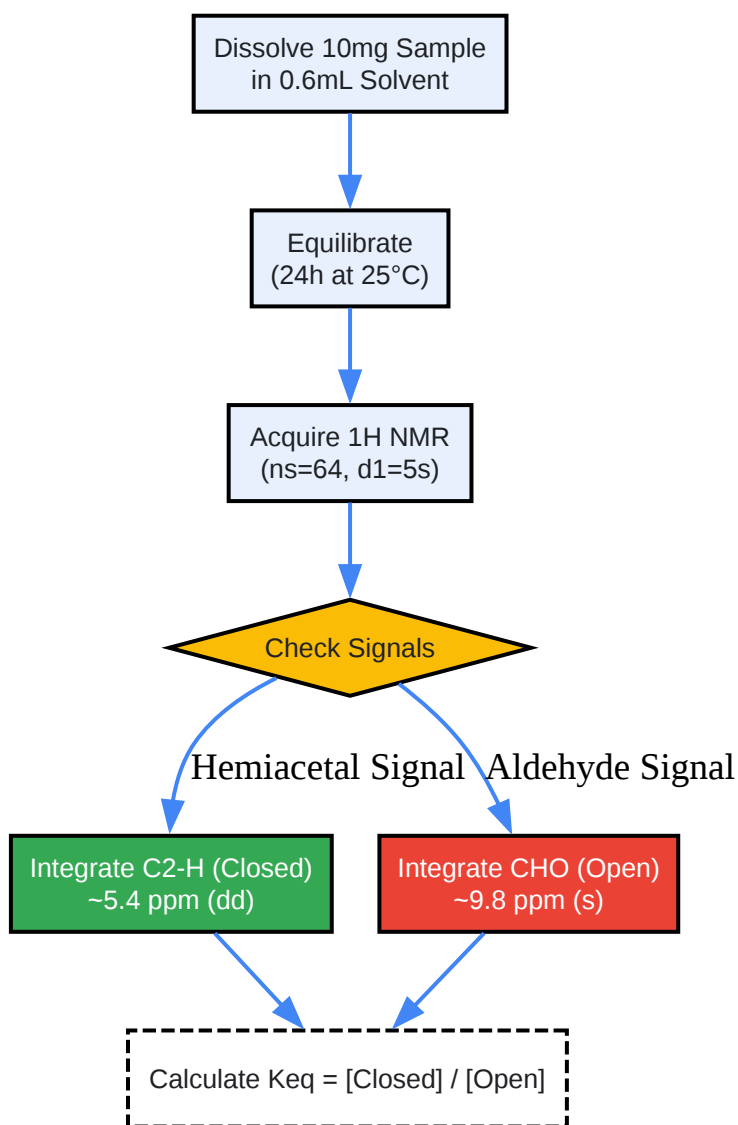 Dissolve 10mg Sample
in 0.6mL Solvent
Equilibrate
(24h at 25°C)
Acquire 1H NMR
(ns=64, d1=5s)
Check Signals
Hemiacetal Signal
Aldehyde Signal
Integrate C2-H (Closed)
~5.4 ppm (dd)
Integrate CHO (Open)
~9.8 ppm (s)
Calculate Keq = [Closed] / [Open]